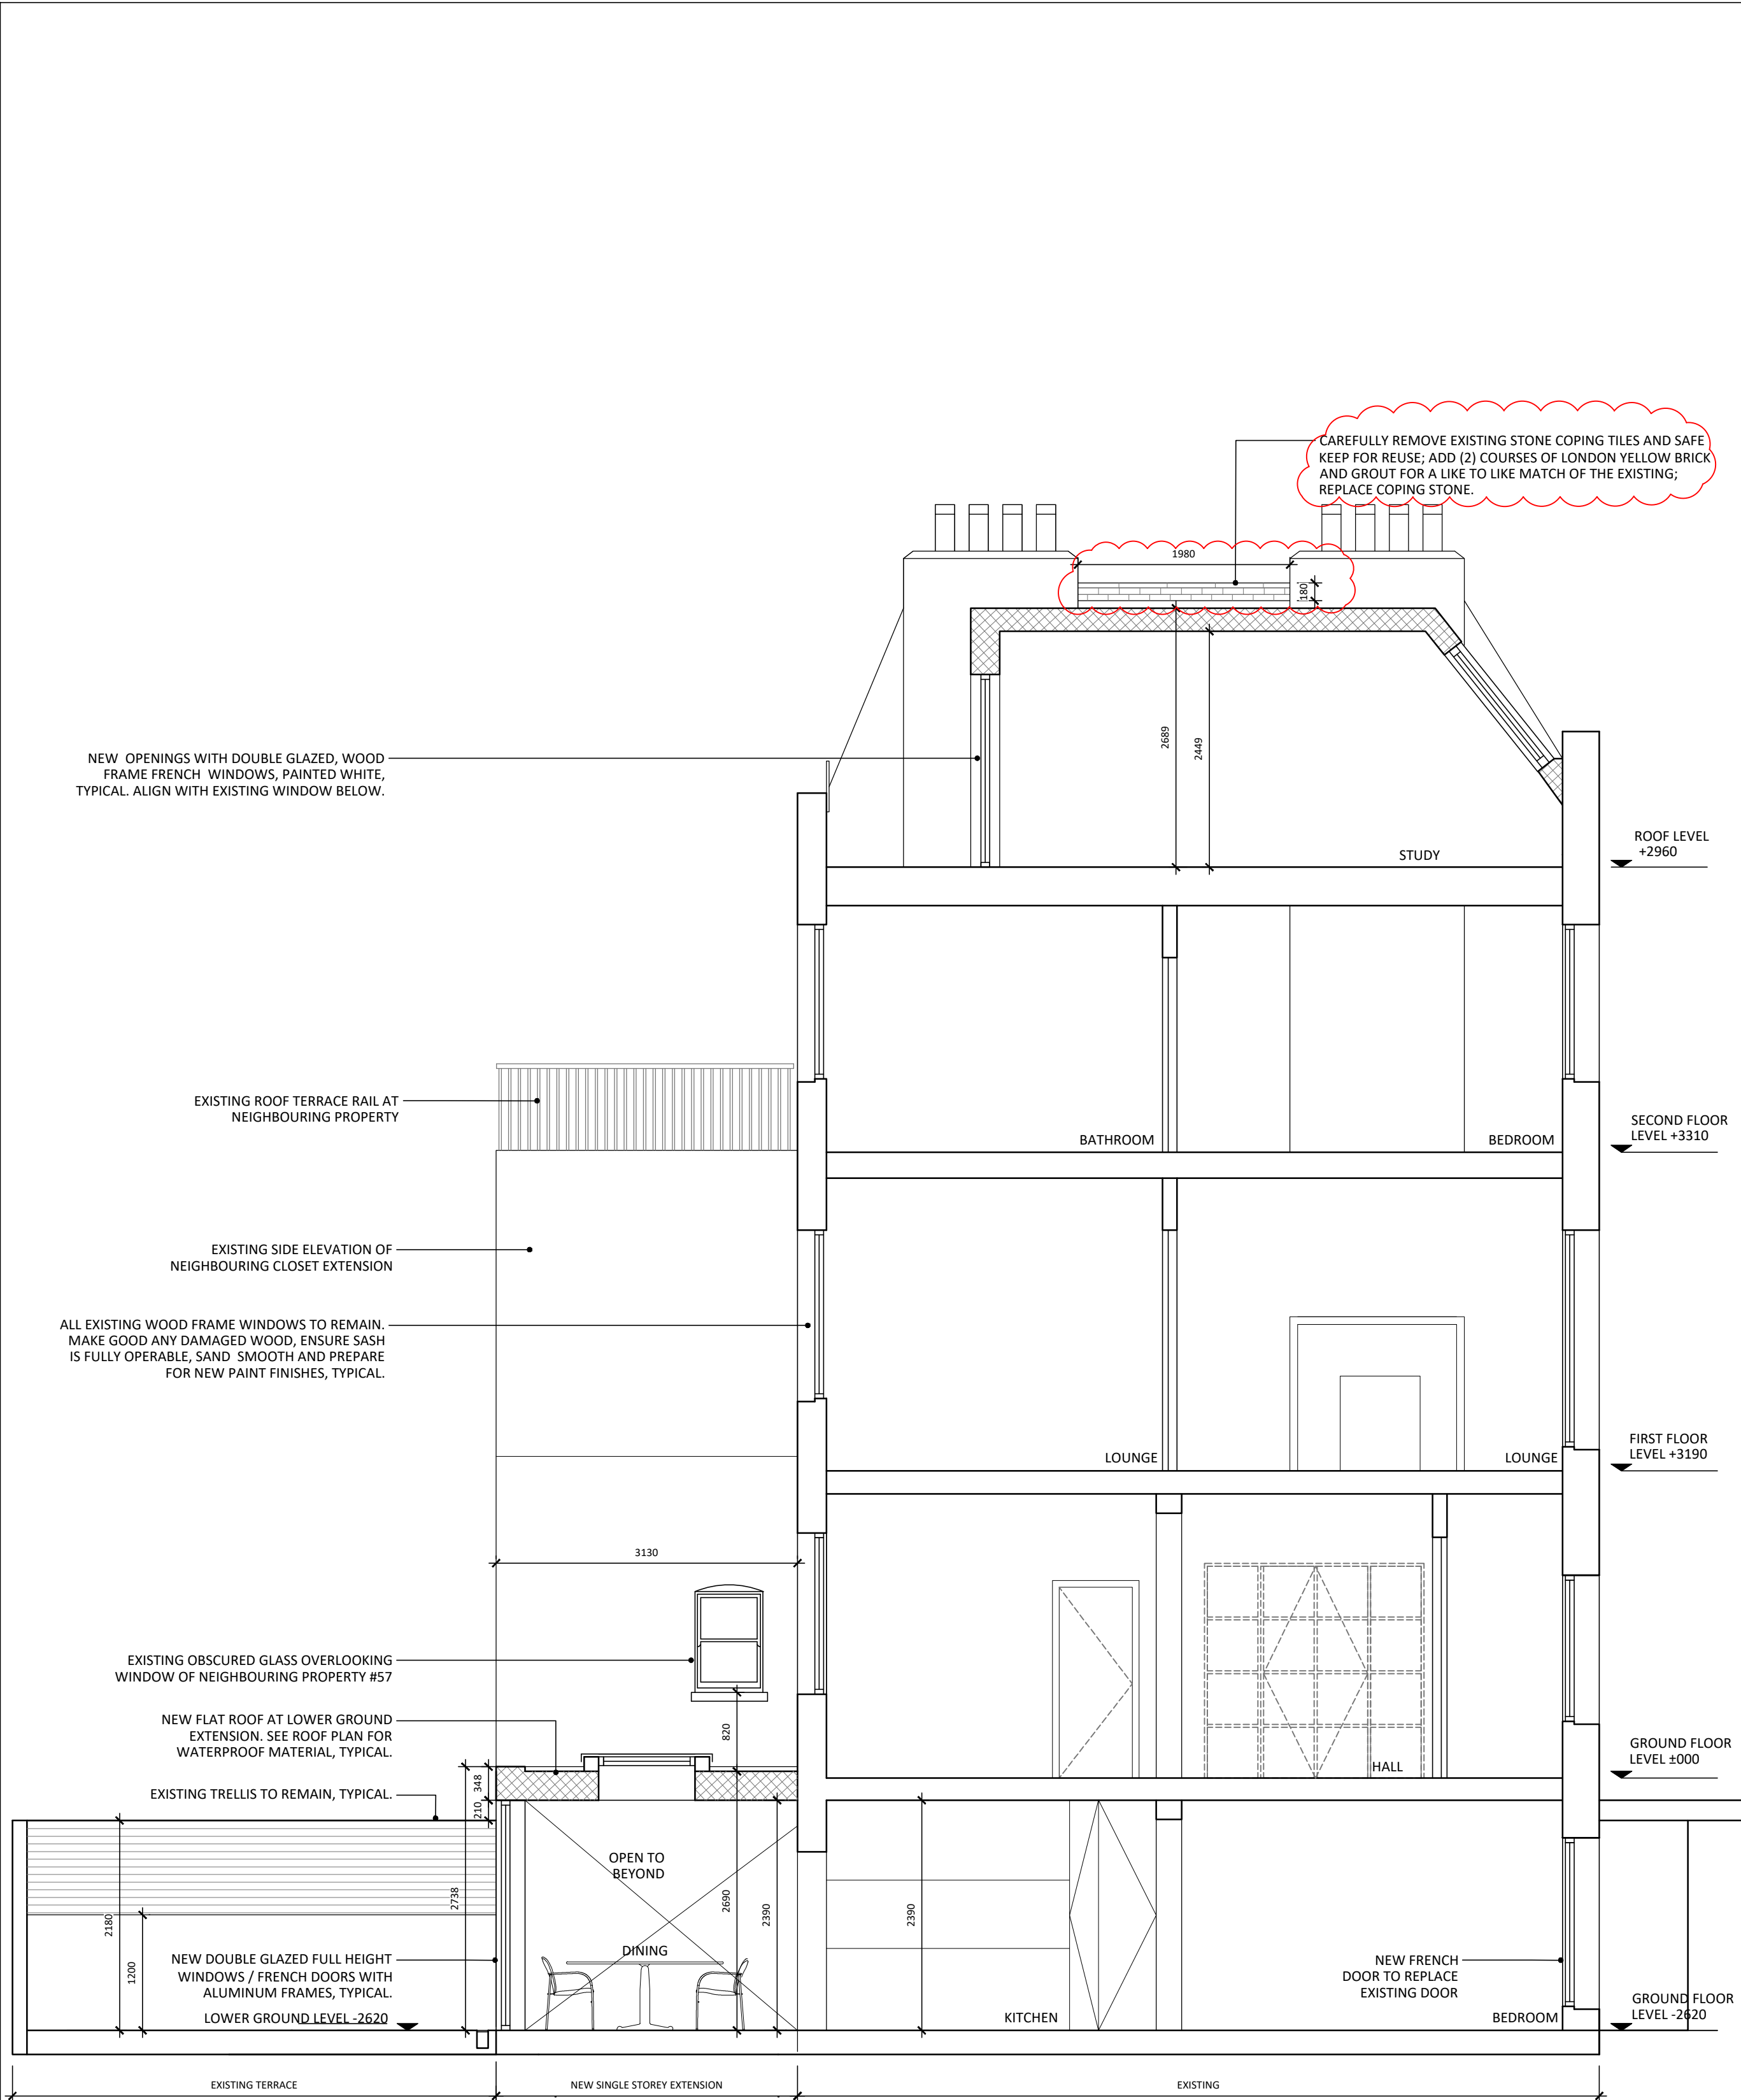 CAREFULLY REMOVE EXISTING STONE COPING TILES AND SAFE
KEEP FOR REUSE; ADD (2) COURSES OF LONDON YELLOW BRICK
AND GROUT FOR A LIKE TO LIKE MATCH OF THE EXISTING;
REPLACE COPING STONE.
1980
180
2689
2449
NEW OPENINGS WITH DOUBLE GLAZED, WOOD
FRAME FRENCH WINDOWS, PAINTED WHITE,
TYPICAL. ALIGN WITH EXISTING WINDOW BELOW.
STUDY
ROOF LEVEL
+2960
EXISTING ROOF TERRACE RAIL AT
NEIGHBOURING PROPERTY
BATHROOM
BEDROOM
SECOND FLOOR
LEVEL +3310
EXISTING SIDE ELEVATION OF
NEIGHBOURING CLOSET EXTENSION
ALL EXISTING WOOD FRAME WINDOWS TO REMAIN.
MAKE GOOD ANY DAMAGED WOOD, ENSURE SASH
IS FULLY OPERABLE, SAND SMOOTH AND PREPARE
FOR NEW PAINT FINISHES, TYPICAL.
LOUNGE
LOUNGE
FIRST FLOOR
LEVEL +3190
3130
EXISTING OBSCURED GLASS OVERLOOKING
WINDOW OF NEIGHBOURING PROPERTY #57
820
NEW FLAT ROOF AT LOWER GROUND
EXTENSION. SEE ROOF PLAN FOR
WATERPROOF MATERIAL, TYPICAL.
HALL
GROUND FLOOR
LEVEL ±000
348
210
EXISTING TRELLIS TO REMAIN, TYPICAL.
OPEN TO
BEYOND
2738
2180
1200
2690
2390
2390
DINING
NEW DOUBLE GLAZED FULL HEIGHT
WINDOWS / FRENCH DOORS WITH
ALUMINUM FRAMES, TYPICAL.
LOWER GROUND LEVEL -2620
KITCHEN
NEW FRENCH
DOOR TO REPLACE
EXISTING DOOR
BEDROOM
GROUND FLOOR
LEVEL -2620
EXISTING TERRACE
NEW SINGLE STOREY EXTENSION
EXISTING